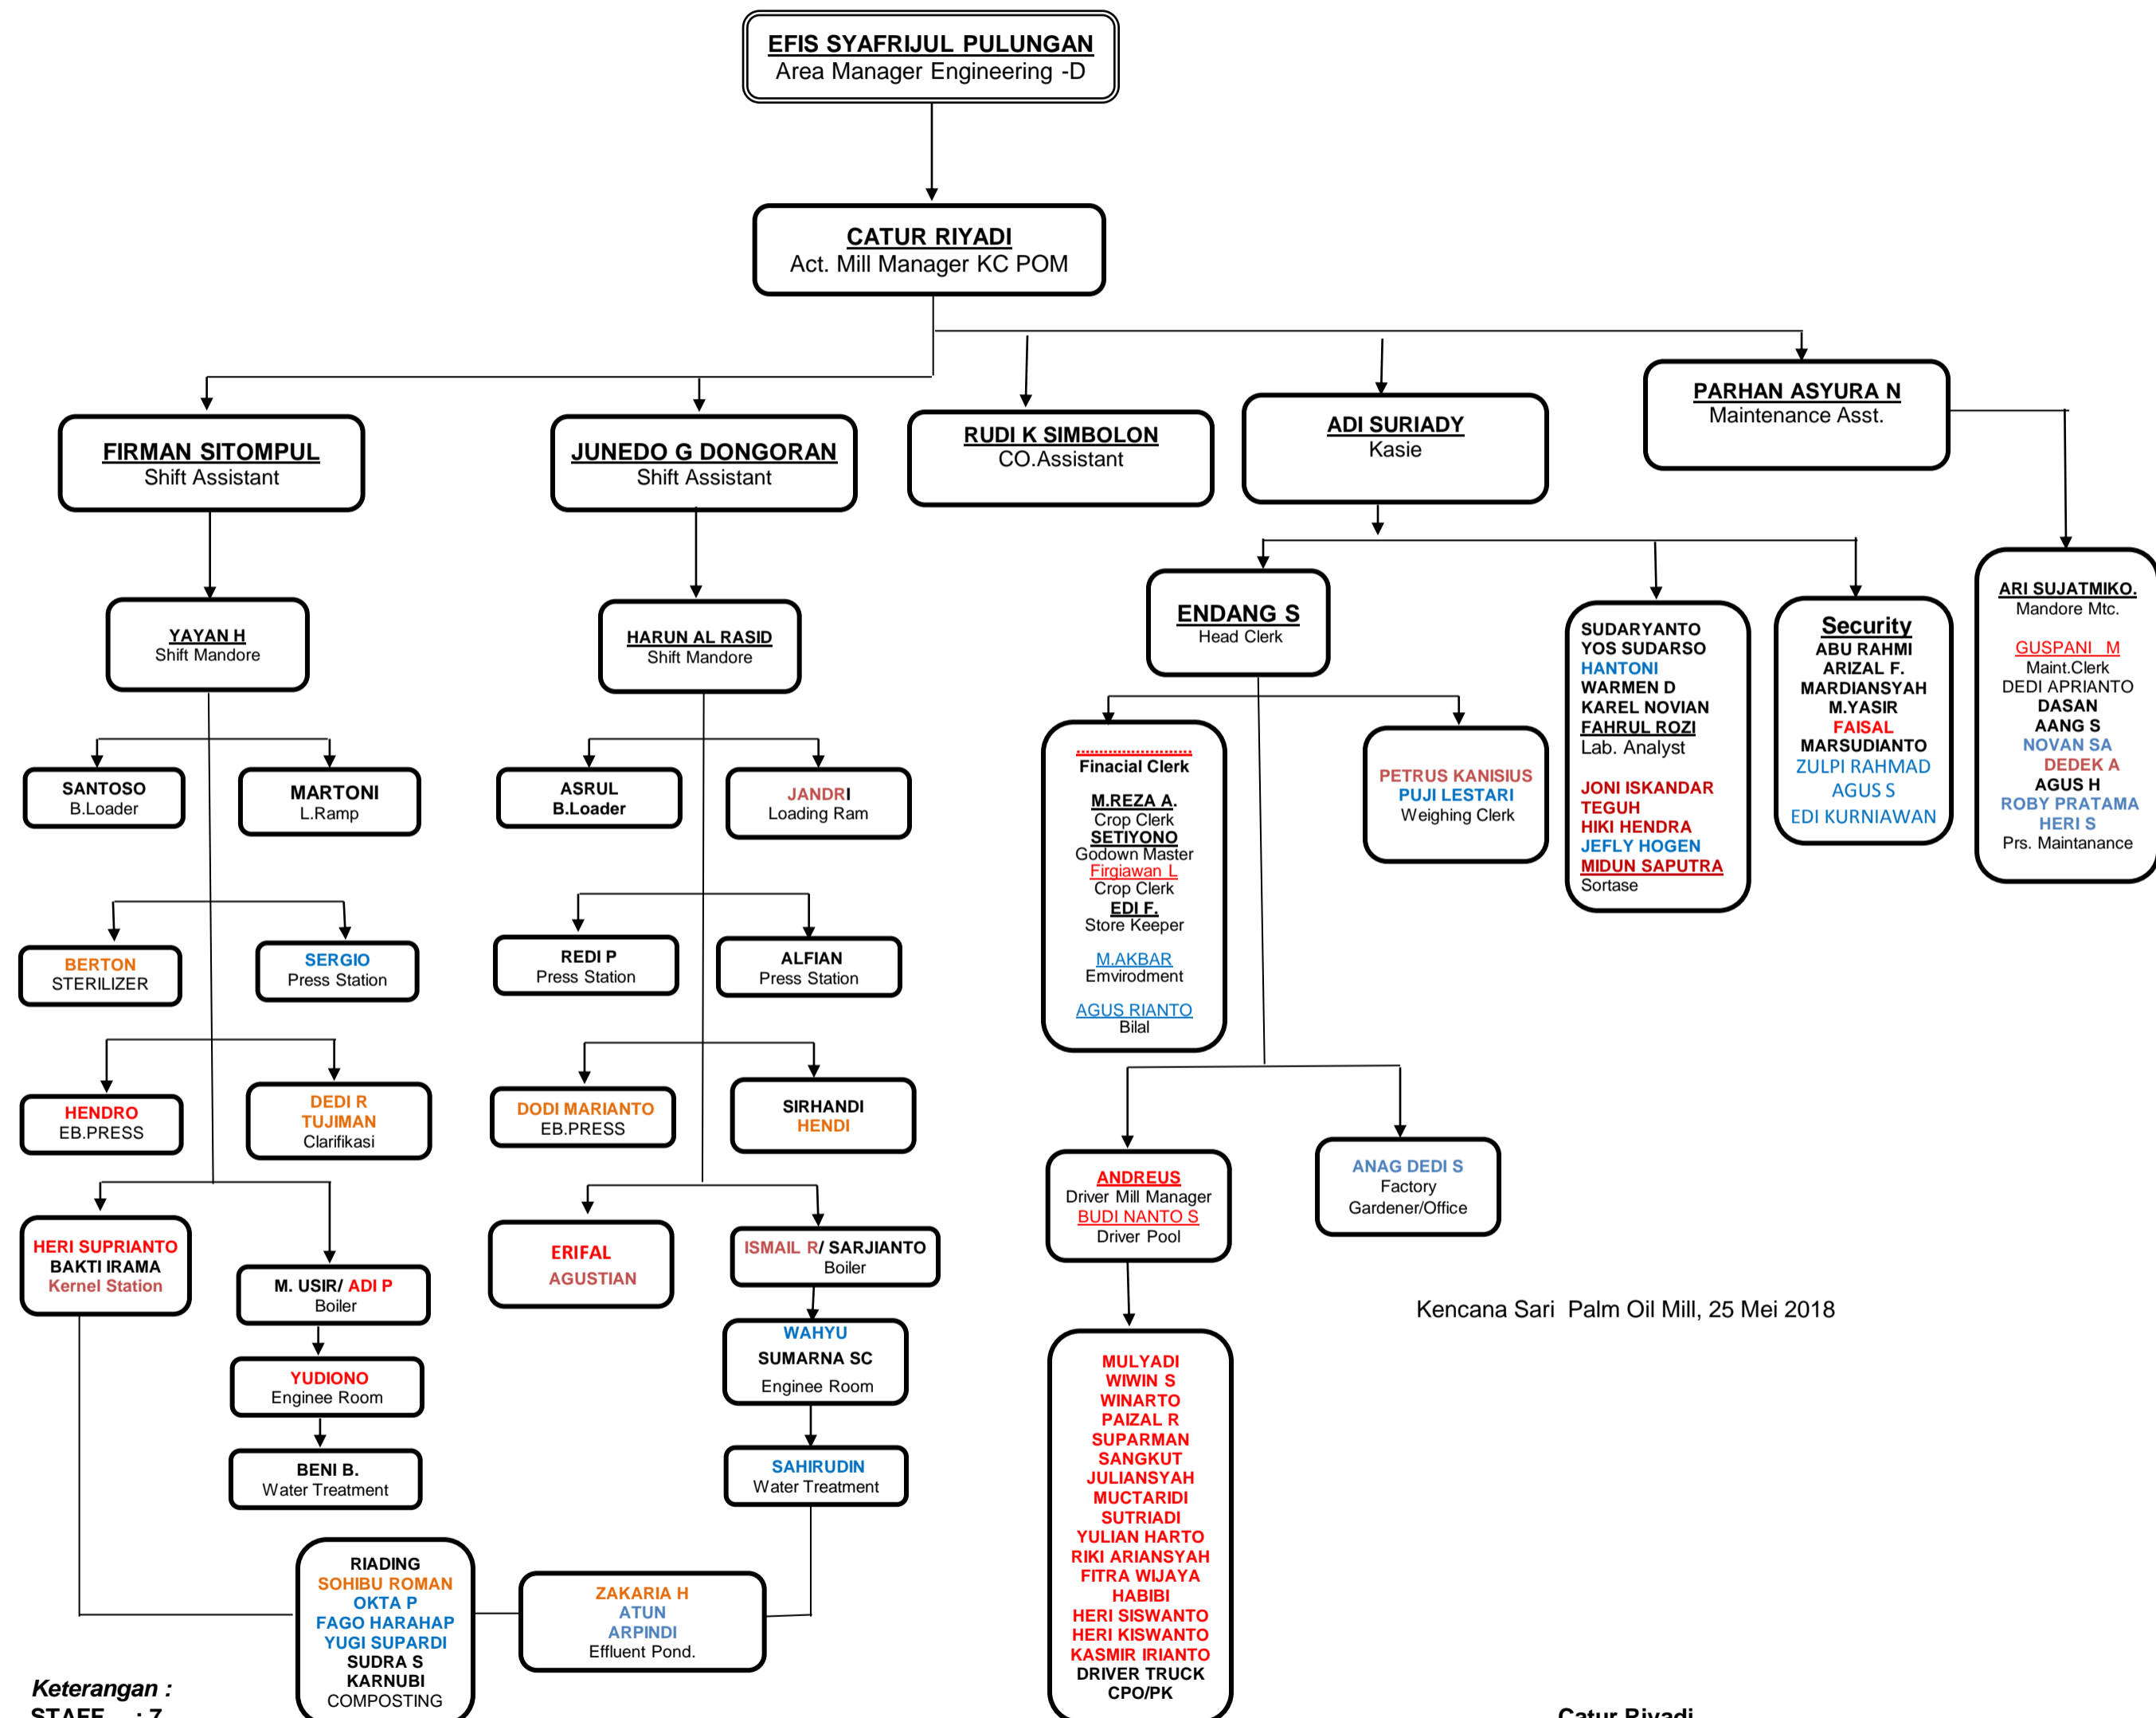 EFIS SYAFRIJUL PULUNGAN
Area Manager Engineering -D
CATUR RIYADI
Act. Mill Manager KC POM
FIRMAN SITOMPUL
Shift Assistant
JUNEDO G DONGORAN
Shift Assistant
RUDI K SIMBOLON
CO.Assistant
ADI SURIADY
Kasie
PARHAN ASYURA N
Maintenance Asst.
YAYAN H
Shift Mandore
HARUN AL RASID
Shift Mandore
ENDANG S
Head Clerk
SUDARYANTO
YOS SUDARSO
HANTONI
WARMEN D
KAREL NOVIAN
FAHRUL ROZI
Lab. Analyst
JONI ISKANDAR
TEGUH
HIKI HENDRA
JEFLY HOGEN
MIDUN SAPUTRA
Sortase
Security
ABU RAHMI
ARIZAL F.
MARDIANSYAH
M.YASIR
FAISAL
MARSUDIANTO
ZULPI RAHMAD
AGUS S
EDI KURNIAWAN
ARI SUJATMIKO.
Mandore Mtc.
GUSPANI M
Maint.Clerk
DEDI APRIANTO
DASAN
AANG S
NOVAN SA
DEDEK A
AGUS H
ROBY PRATAMA
HERI S
Prs. Maintanance
SANTOSO
B.Loader
MARTONI
L.Ramp
ASRUL
B.Loader
JANDRI
Loading Ram
.........................
Finacial Clerk
M.REZA A.
Crop Clerk
SETIYONO
Godown Master
Firgiawan L
Crop Clerk
EDI F.
Store Keeper
M.AKBAR
Emvirodment
AGUS RIANTO
Bilal
PETRUS KANISIUS
PUJI LESTARI
Weighing Clerk
BERTON
STERILIZER
SERGIO
Press Station
REDI P
Press Station
ALFIAN
Press Station
HENDRO
EB.PRESS
DEDI R
TUJIMAN
Clarifikasi
DODI MARIANTO
EB.PRESS
SIRHANDI
HENDI
ANDREUS
Driver Mill Manager
BUDI NANTO S
Driver Pool
ANAG DEDI S
Factory
Gardener/Office
HERI SUPRIANTO
BAKTI IRAMA
Kernel Station
M. USIR/ ADI P
Boiler
ERIFAL
AGUSTIAN
ISMAIL R/ SARJIANTO
Boiler
Kencana Sari Palm Oil Mill, 25 Mei 2018
YUDIONO
Enginee Room
WAHYU
SUMARNA SC
Enginee Room
BENI B.
Water Treatment
SAHIRUDIN
Water Treatment
MULYADI
WIWIN S
WINARTO
PAIZAL R
SUPARMAN
SANGKUT
JULIANSYAH
MUCTARIDI
SUTRIADI
YULIAN HARTO
RIKI ARIANSYAH
FITRA WIJAYA
HABIBI
HERI SISWANTO
HERI KISWANTO
KASMIR IRIANTO
DRIVER TRUCK
CPO/PK
RIADING
SOHIBU ROMAN
OKTA P
FAGO HARAHAP
YUGI SUPARDI
SUDRA S
KARNUBI
COMPOSTING
ZAKARIA H
ATUN
ARPINDI
Effluent Pond.
Keterangan :
STAFF : 7
Catur Riyadi